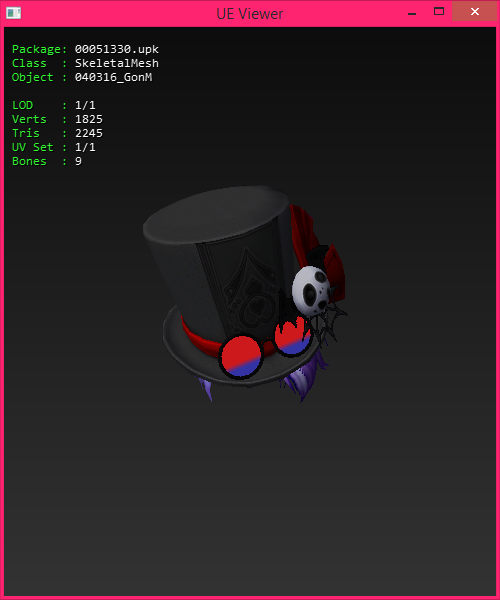 UE Viewer
Package: 00051330.upk
Class : SkeletalMesh
Object : 040316_GonM
LOD : 1/1
Verts : 1825
Tris : 2245
UV Set : 1/1
Bones : 9